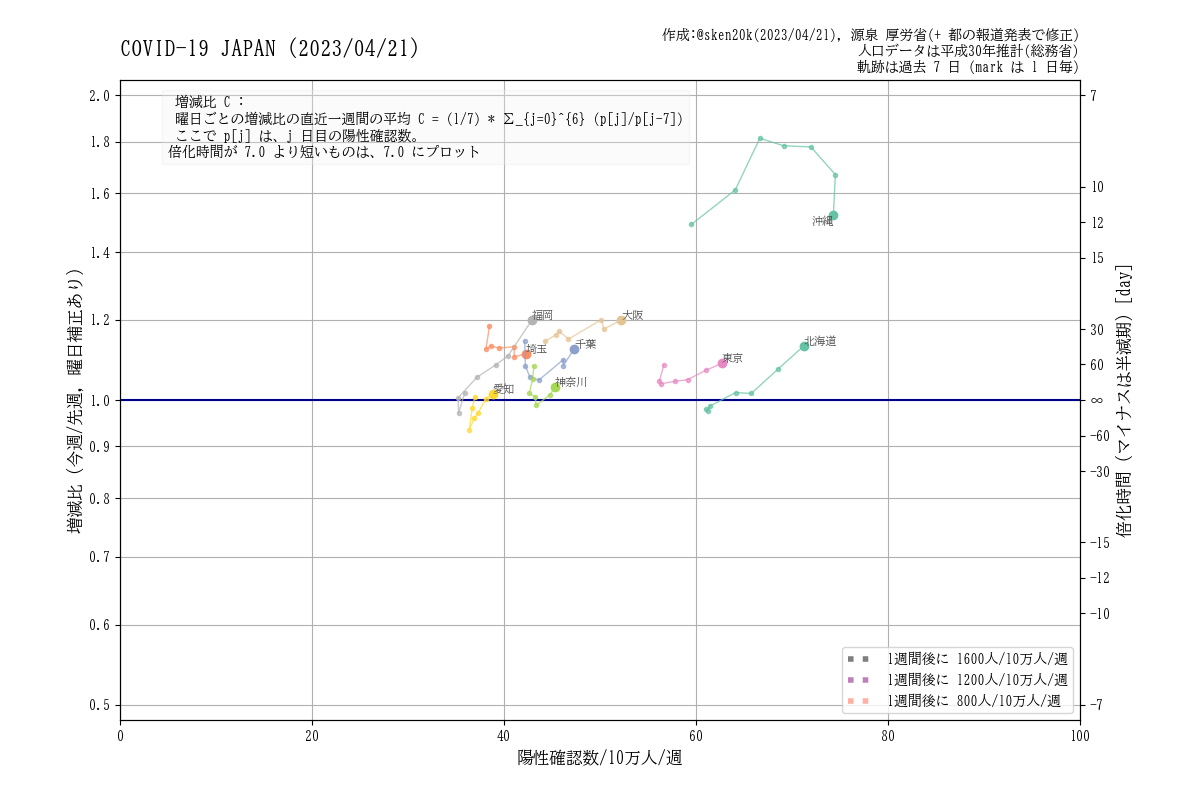 COVID-19 JAPAN (2023/04/21)
作成:@sken20k(2023/04/21), 源泉 厚労省(+ 都の報道発表で修正)
人口データは平成30年推計(総務省)
軌跡は過去 7 日 (mark は 1 日毎)
増減比 C :
曜日ごとの増減比の直近一週間の平均 C = (1/7) * Σ_{j=0}^{6} (p[j]/p[j-7])
ここで p[j] は、j 日目の陽性確認数。
倍化時間が 7.0 より短いものは、7.0 にプロット
2.0
1.8
1.6
1.4
1.2
1.0
0.9
0.8
0.7
0.6
0.5
増減比 (今週/先週, 曜日補正あり)
沖縄
福岡
大阪
埼玉
千葉
東京
北海道
神奈川
愛知
7
10
12
15
30
60
∞
-60
-30
-15
-12
-10
-7
倍化時間 (マイナスは半減期) [day]
1週間後に 1600人/10万人/週
1週間後に 1200人/10万人/週
1週間後に 800人/10万人/週
0
20
40
60
80
100
陽性確認数/10万人/週